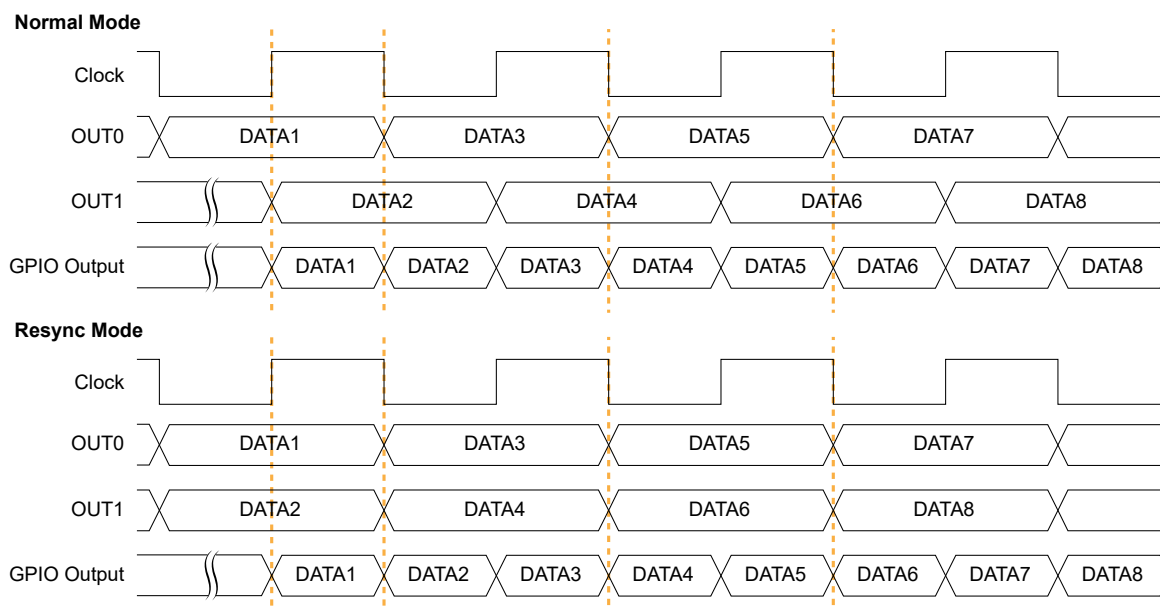 Normal Mode
Clock
OUT0 DATA1 DATA3 DATA5 DATA7
OUT1 DATA2 DATA4 DATA6 DATA8
GPIO Output DATA1 DATA2 DATA3 DATA4 DATA5 DATA6 DATA7 DATA8
Resync Mode
Clock
OUT0 DATA1 DATA3 DATA5 DATA7
OUT1 DATA2 DATA4 DATA6 DATA8
GPIO Output DATA1 DATA2 DATA3 DATA4 DATA5 DATA6 DATA7 DATA8